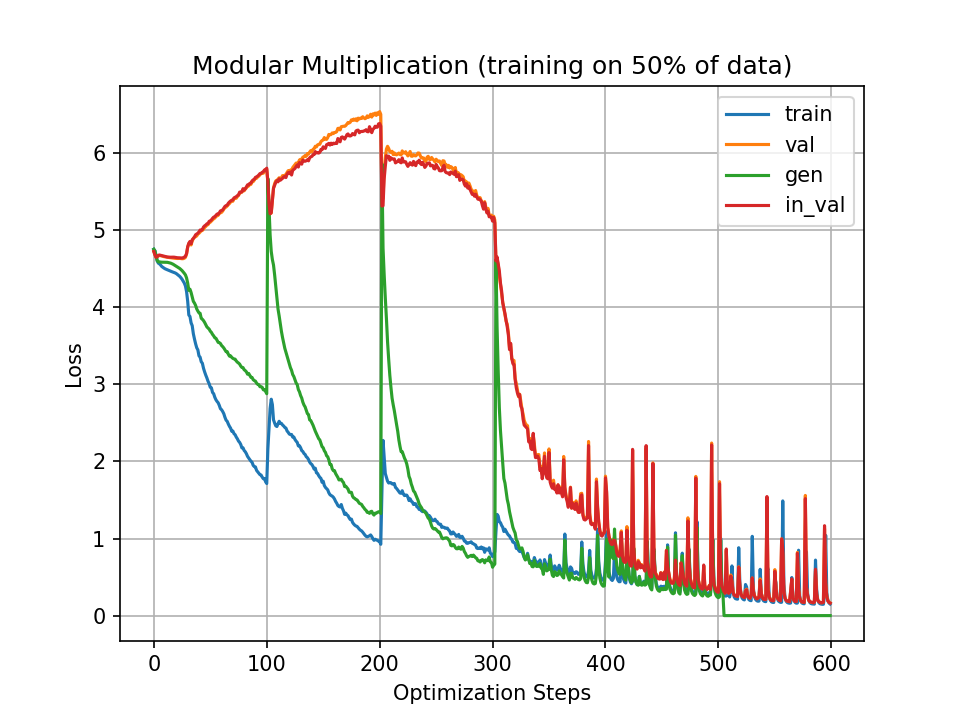 Modular Multiplication (training on 50% of data)
train
val
gen
in_val
6
5
4
3
2
1
0
Loss
0 100 200 300 400 500 600
Optimization Steps